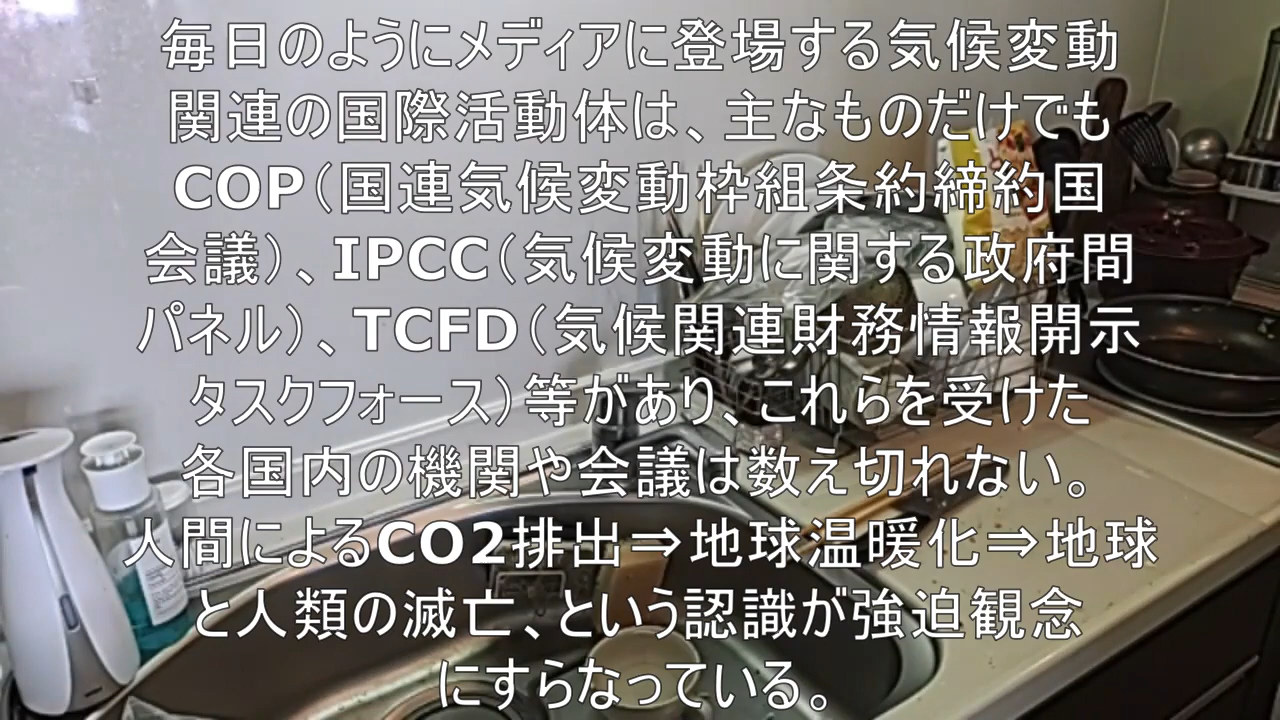 毎日のようにメディアに登場する気候変動
関連の国際活動体は、主なものだけでも
COP（国連気候変動枠組条約締約国
会議）、IPCC（気候変動に関する政府間
パネル）、TCFD（気候関連財務情報開示
タスクフォース）等があり、これらを受けた
各国内の機関や会議は数え切れない。
人間によるCO2排出⇒地球温暖化⇒地球
と人類の滅亡、という認識が強迫観念
にすらなっている。